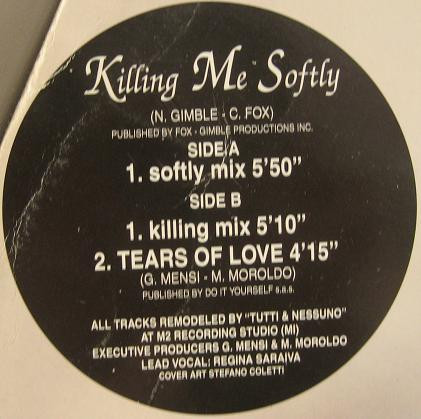 Killing Me Softly
(N. GIMBLE - C. FOX)
PUBLISHED BY FOX - GIMBLE PRODUCTIONS INC.
SIDE A
1. softly mix 5'50"
SIDE B
1. killing mix 5'10"
2. TEARS OF LOVE 4'15"
(G. MENSI - M. MOROLDO)
PUBLISHED BY DO IT YOURSELF s.a.s.
ALL TRACKS REMODELED BY "TUTTI & NESSUNO"
AT M2 RECORDING STUDIO (MI)
EXECUTIVE PRODUCERS G. MENSI & M. MOROLDO
LEAD VOCAL: REGINA SARAIVA
COVER ART STEFANO COLETTI